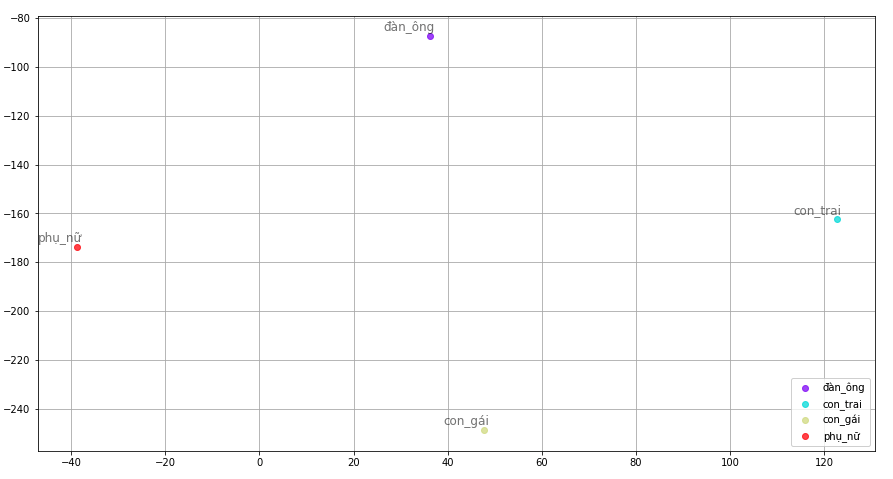 −80
−100
−120
−140
−160
−180
−200
−220
−240
đàn_ông
con_trai
phụ_nữ
con_gái
đàn_ông
con_trai
con_gái
phụ_nữ
−40 −20 0 20 40 60 80 100 120